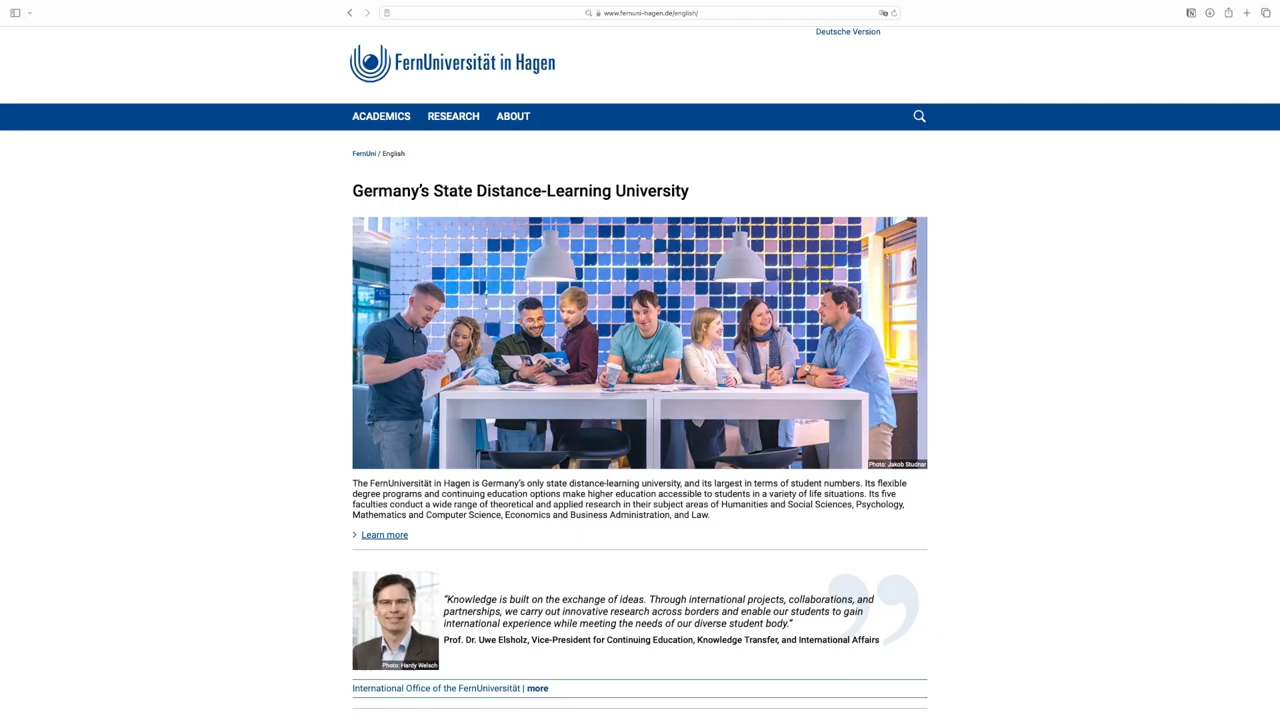 www.fernuni-hagen.de/english/
Deutsche Version
FernUniversität in Hagen
ACADEMICS RESEARCH ABOUT
FernUni / English
Germany’s State Distance-Learning University
Photo: Jakob Studnar
The FernUniversität in Hagen is Germany’s only state distance-learning university, and its largest in terms of student numbers. Its flexible
degree programs and continuing education options make higher education accessible to students in a variety of life situations. Its five
faculties conduct a wide range of theoretical and applied research in their subject areas of Humanities and Social Sciences, Psychology,
Mathematics and Computer Science, Economics and Business Administration, and Law.
Learn more
“Knowledge is built on the exchange of ideas. Through international projects, collaborations, and
partnerships, we carry out innovative research across borders and enable our students to gain
international experience while meeting the needs of our diverse student body.“
Prof. Dr. Uwe Elsholz, Vice-President for Continuing Education, Knowledge Transfer, and International Affairs
Photo: Hardy Welsch
International Office of the FernUniversität | more